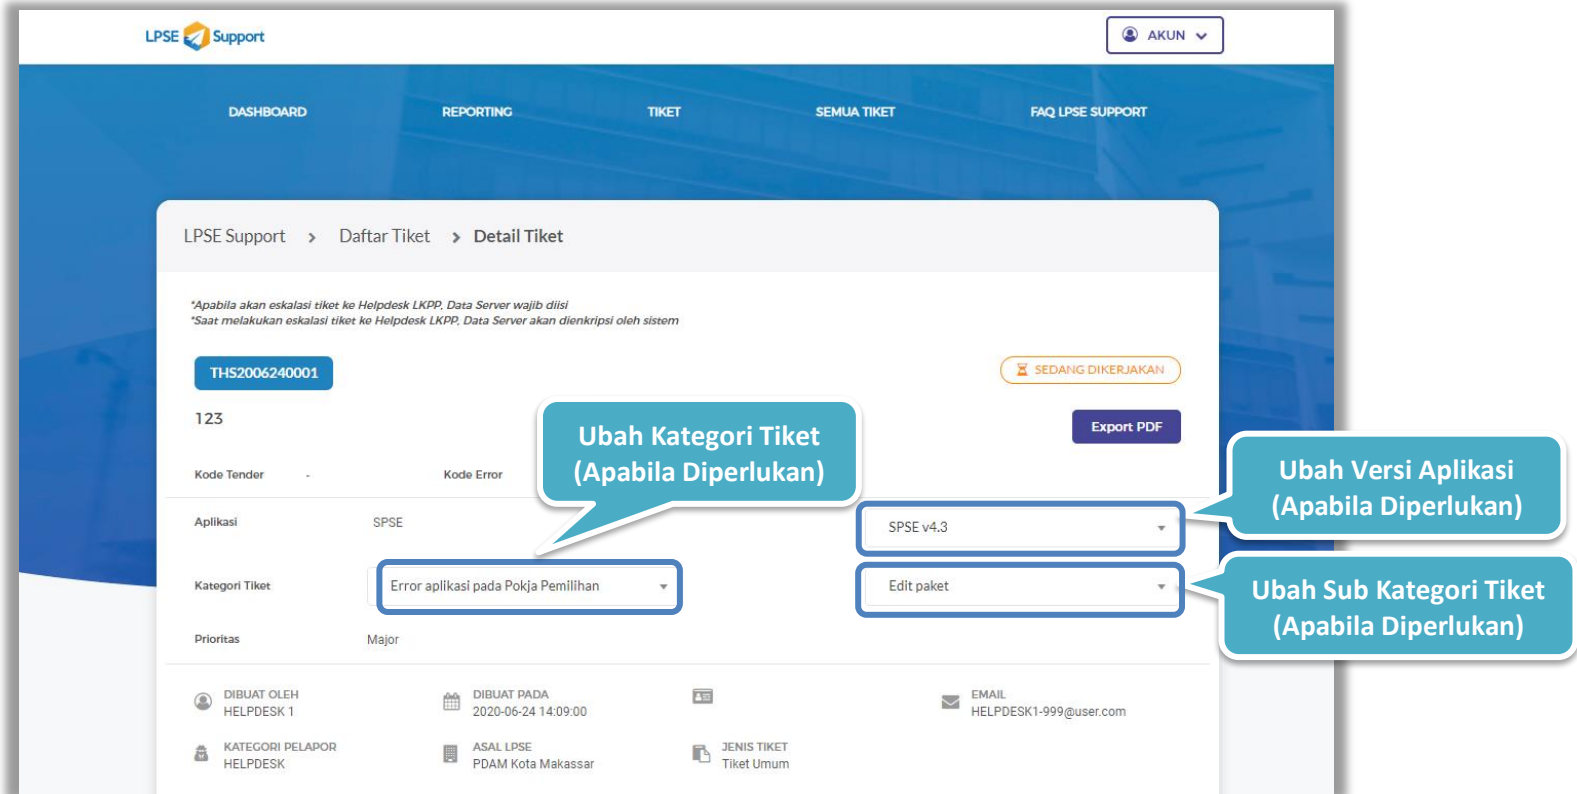 LPSE Support
AKUN
DASHBOARD REPORTING TIKET SEMUA TIKET FAQ LPSE SUPPORT
LPSE Support > Daftar Tiket > Detail Tiket
*Apabila akan eskalasi tiket ke Helpdesk LKPP, Data Server wajib diisi
*Saat melakukan eskalasi tiket ke Helpdesk LKPP, Data Server akan dienkripsi oleh sistem
THS2006240001
SEDANG DIKERJAKAN
123
Export PDF
Ubah Kategori Tiket
(Apabila Diperlukan)
Kode Tender - Kode Error
Ubah Versi Aplikasi
(Apabila Diperlukan)
Aplikasi SPSE SPSE v4.3
Kategori Tiket Error aplikasi pada Pokja Pemilihan Edit paket
Ubah Sub Kategori Tiket
(Apabila Diperlukan)
Prioritas Major
DIBUAT OLEH
HELPDESK 1
DIBUAT PADA
2020-06-24 14:09:00
EMAIL
HELPDESK1-999@user.com
KATEGORI PELAPOR
HELPDESK
ASAL LPSE
PDAM Kota Makassar
JENIS TIKET
Tiket Umum